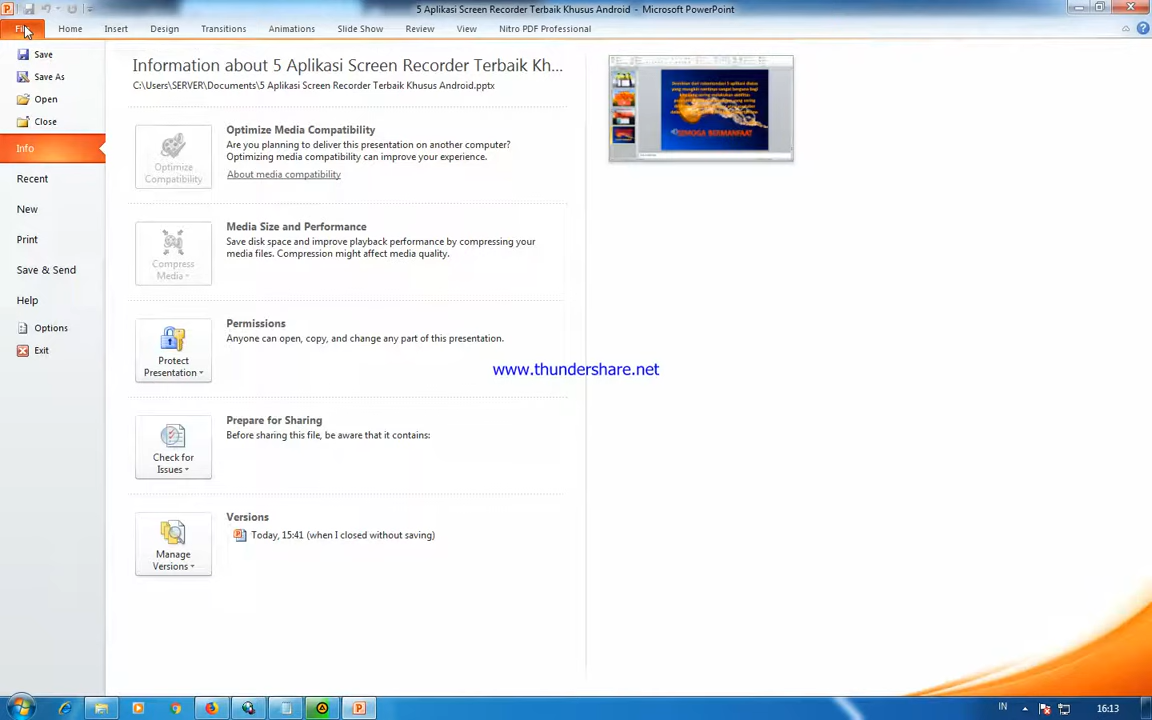 5 Aplikasi Screen Recorder Terbaik Khusus Android - Microsoft PowerPoint
File Home Insert Design Transitions Animations Slide Show Review View Nitro PDF Professional
Save
Save As
Open
Close
Info
Recent
New
Print
Save & Send
Help
Options
Exit
Information about 5 Aplikasi Screen Recorder Terbaik Kh...
C:\Users\SERVER\Documents\5 Aplikasi Screen Recorder Terbaik Khusus Android.pptx
Optimize Compatibility
Optimize Media Compatibility
Are you planning to deliver this presentation on another computer?
Optimizing media compatibility can improve your experience.
About media compatibility
Compress Media
Media Size and Performance
Save disk space and improve playback performance by compressing your
media files. Compression might affect media quality.
Protect Presentation
Permissions
Anyone can open, copy, and change any part of this presentation.
Check for Issues
Prepare for Sharing
Before sharing this file, be aware that it contains:
Manage Versions
Versions
Today, 15:41 (when I closed without saving)
SEMOGA BERMANFAAT
www.thundershare.net
IN
16:13